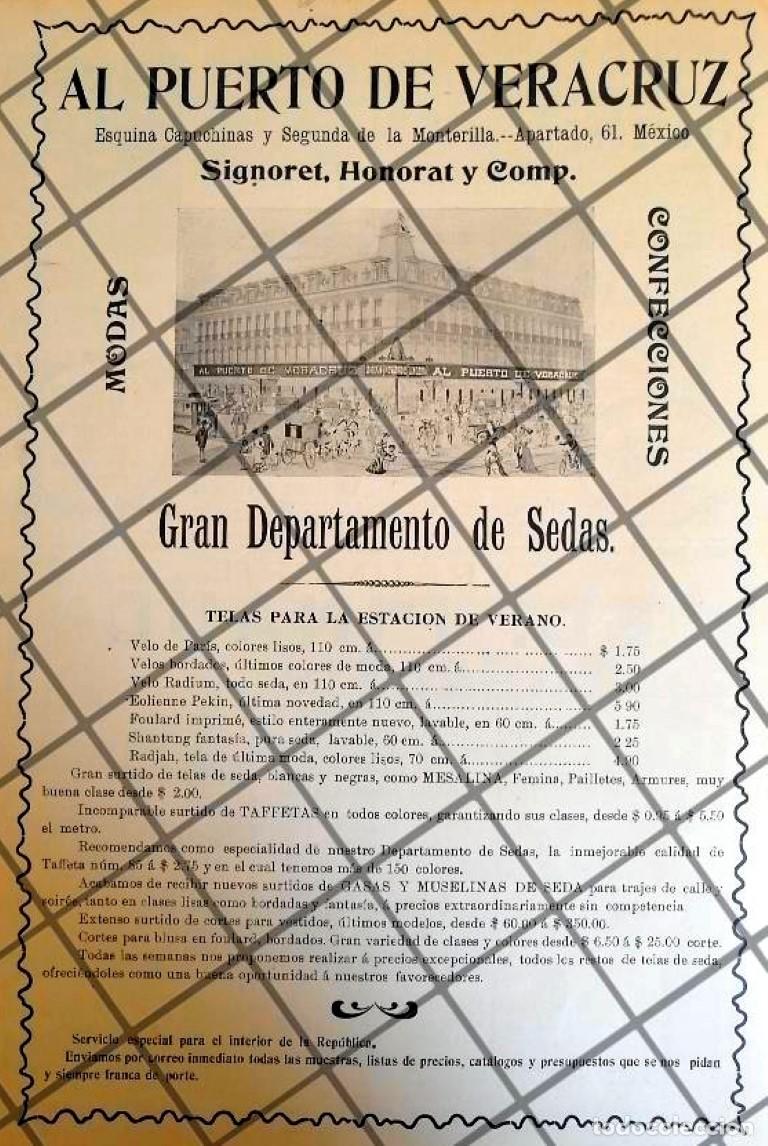 AL PUERTO DE VERACRUZ
Esquina Capuchinas y Segunda de la Monterilla.--Apartado, 61. México
Signoret, Honorat y Comp.
MODAS
CONFECCIONES
AL PUERTO DE VERACRUZ AL PUERTO DE VERACRUZ
Gran Departamento de Sedas.
TELAS PARA LA ESTACION DE VERANO.
Velo de París, colores lisos, 110 cm. á.......... $ 1.75
Velos bordados, últimos colores de moda, 110 cm. á.......... 2.50
Velo Radium, todo seda, en 110 cm. á.......... 3.00
Eolienne Pekin, última novedad, en 110 cm. á.......... 5 90
Foulard imprimé, estilo enteramente nuevo, lavable, en 60 cm. á........ 1.75
Shantung fantasía, pura seda, lavable, 60 cm. á.......... 2 25
Radjah, tela de última moda, colores lisos, 70 cm. á.......... 4.90
Gran surtido de telas de seda, blancas y negras, como MESALINA, Femina, Pailletes, Armures, muy
buena clase desde $ 2.00.
Incomparable surtido de TAFFETAS en todos colores, garantizando sus clases, desde $ 0.95 á $ 5.50
el metro.
Recomendamos como especialidad de nuestro Departamento de Sedas, la inmejorable calidad de
Taffeta núm. 85 á $ 2.75 y en el cual tenemos más de 150 colores.
Acabamos de recibir nuevos surtidos de GASAS Y MUSELINAS DE SEDA para trajes de calle y
soirée, tanto en clases lisas como bordadas y fantasía, á precios extraordinariamente sin competencia
Extenso surtido de cortes para vestidos, últimos modelos, desde $ 60.00 á $ 350.00.
Cortes para blusa en foulard, bordados. Gran variedad de clases y colores desde $ 6.50 á $ 25.00 corte.
Todas las semanas nos proponemos realizar á precios excepcionales, todos los restos de telas de seda,
ofreciéndoles como una buena oportunidad á nuestros favorecedores.
Servicio especial para el interior de la República.
Enviamos por correo inmediato todas las muestras, listas de precios, catálogos y presupuestos que se nos pidan
y siempre franca de porte.
todocoleccion